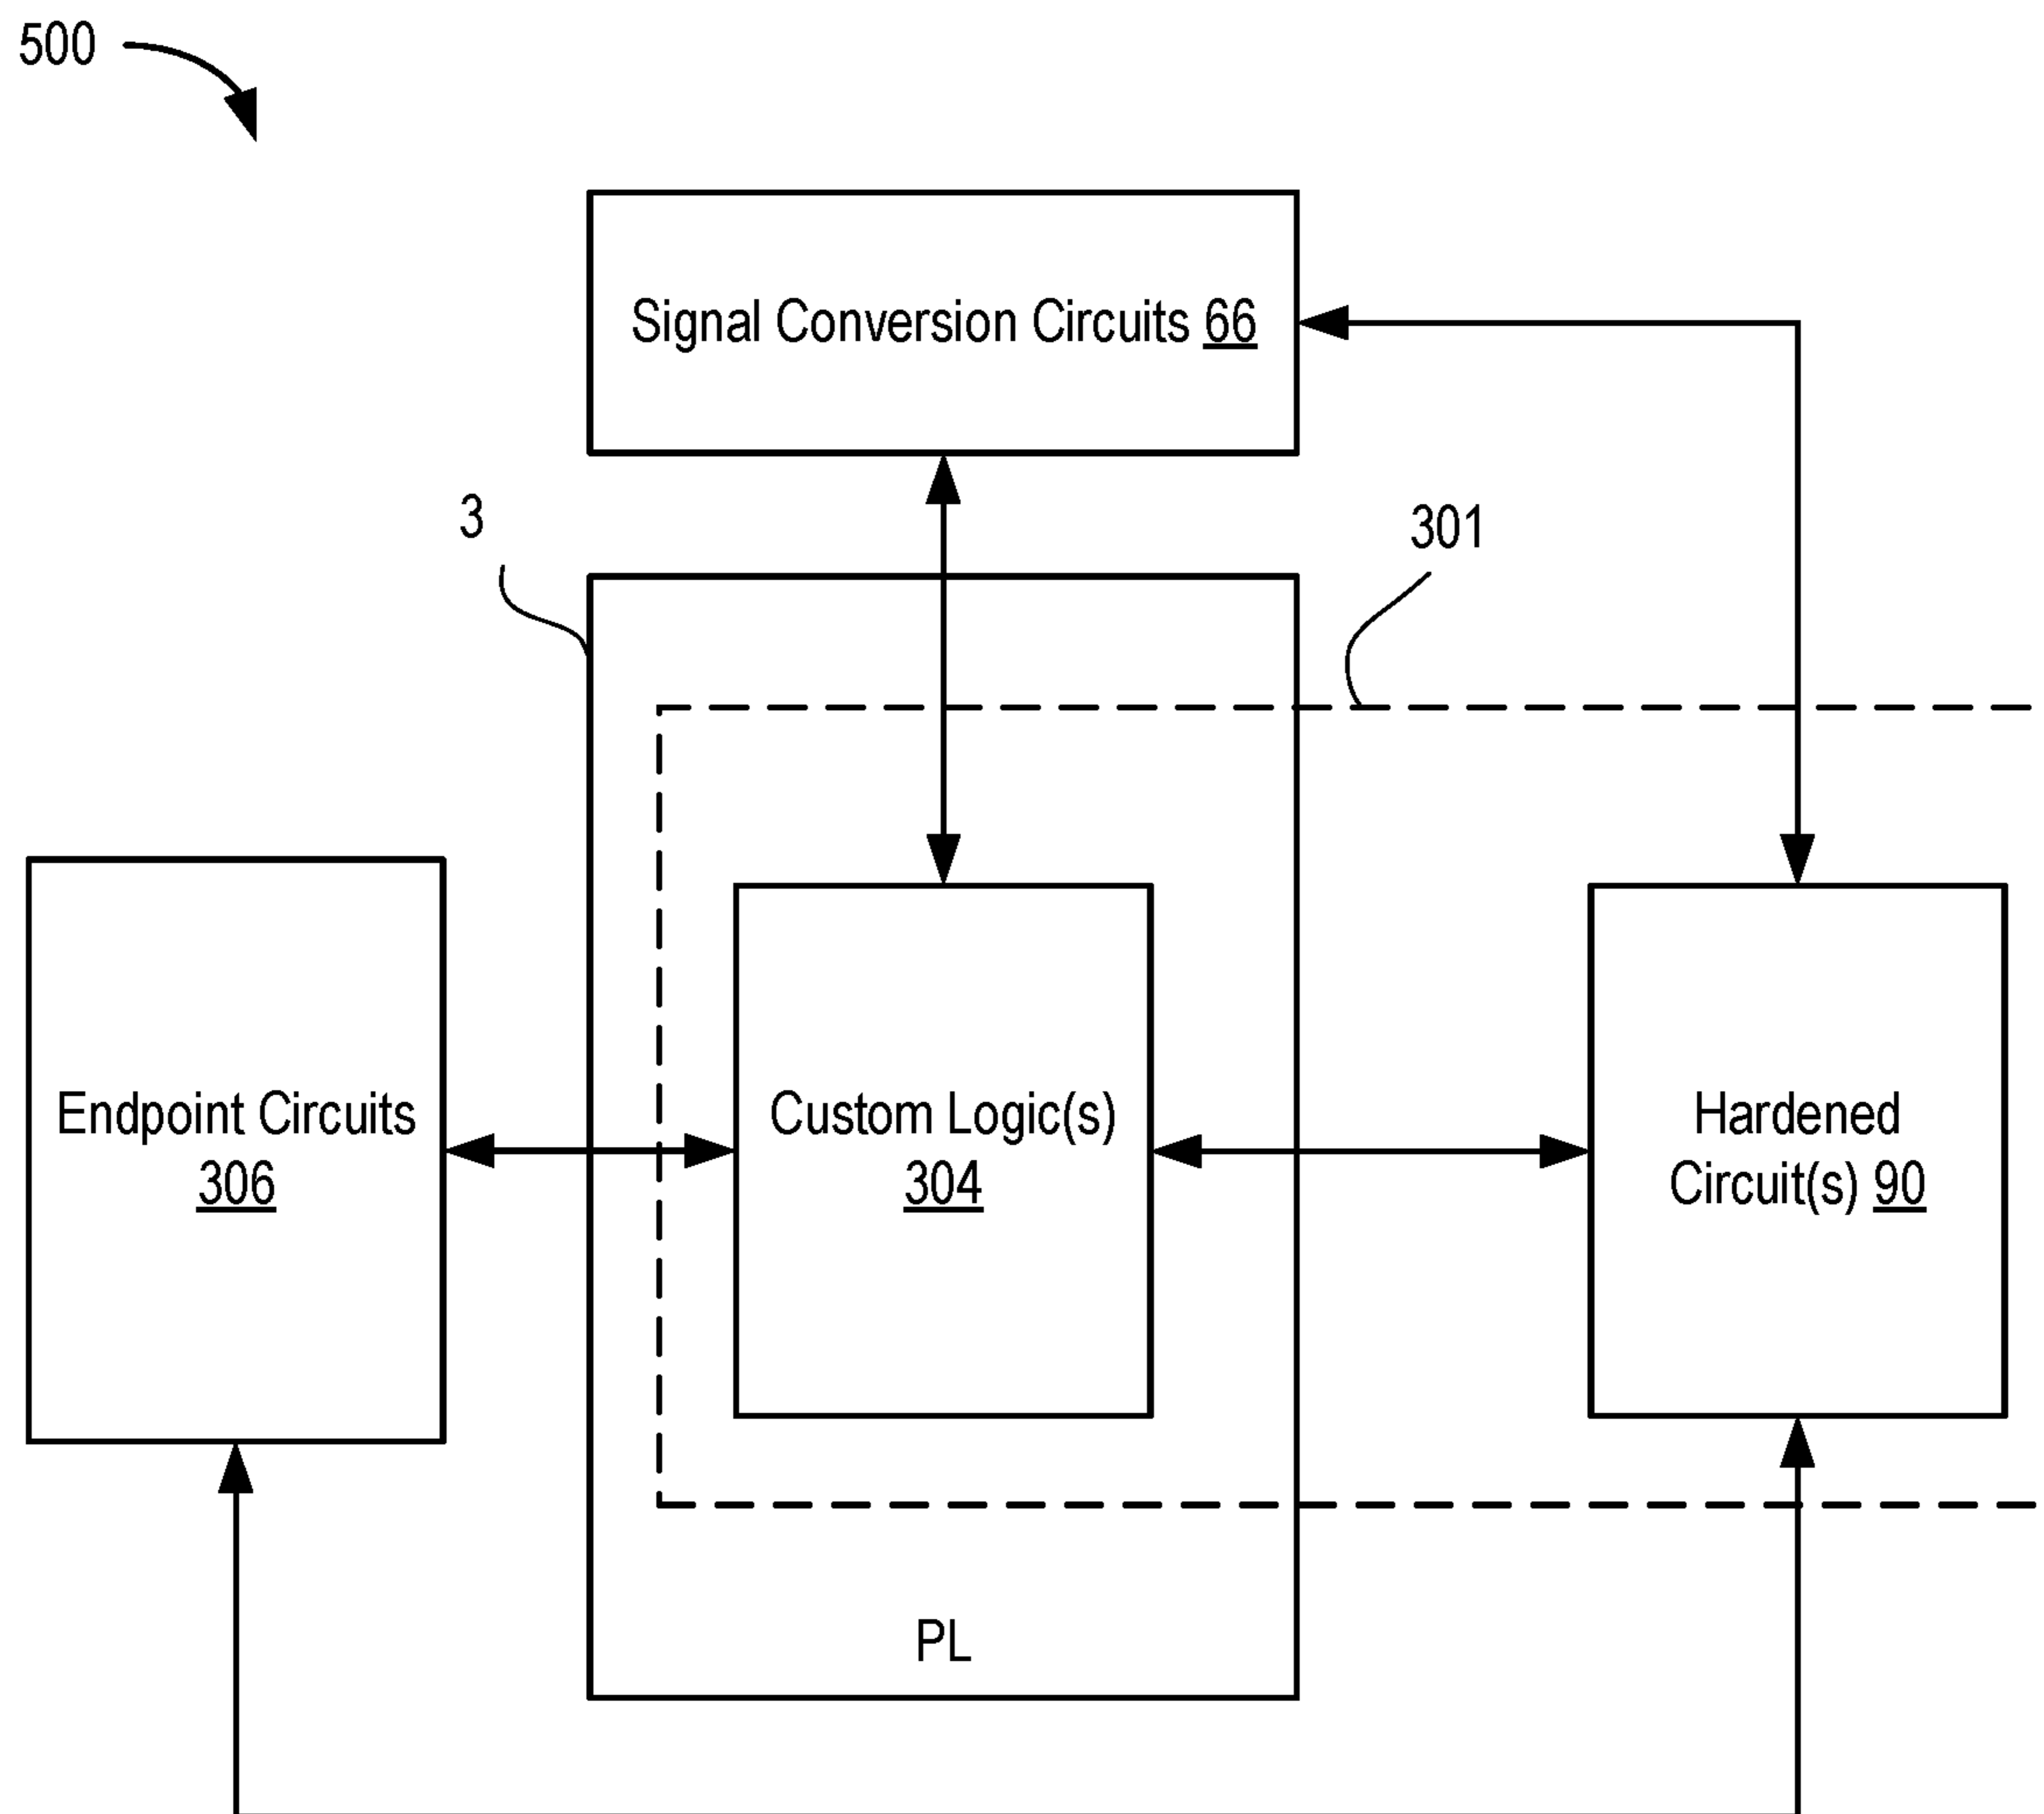 500
Signal Conversion Circuits 66
3
301
Endpoint Circuits
306
Custom Logic(s)
304
Hardened
Circuit(s) 90
PL